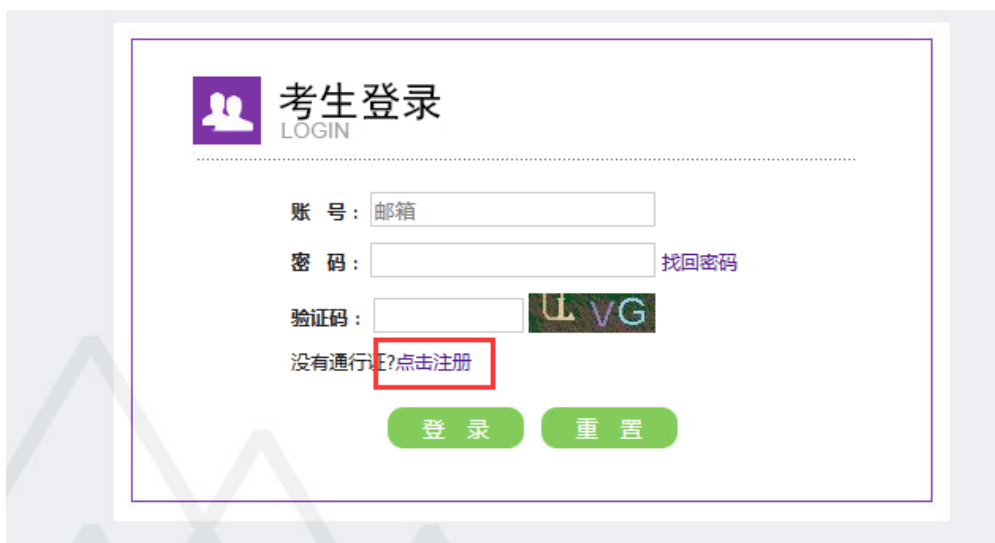 考生登录
LOGIN
账 号： 邮箱
密 码： 找回密码
验证码： VG
没有通行证?点击注册
登 录 重 置